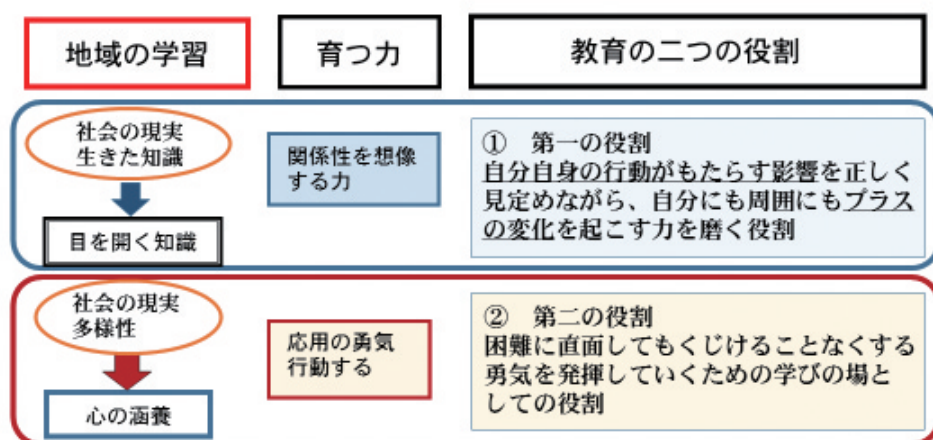 地域の学習
育つ力
教育の二つの役割
社会の現実
生きた知識
目を開く知識
関係性を想像
する力
① 第一の役割
自分自身の行動がもたらす影響を正しく
見定めながら、自分にも周囲にもプラス
の変化を起こす力を磨く役割
社会の現実
多様性
心の涵養
応用の勇気
行動する
② 第二の役割
困難に直面してもくじけることなくする
勇気を発揮していくための学びの場と
しての役割